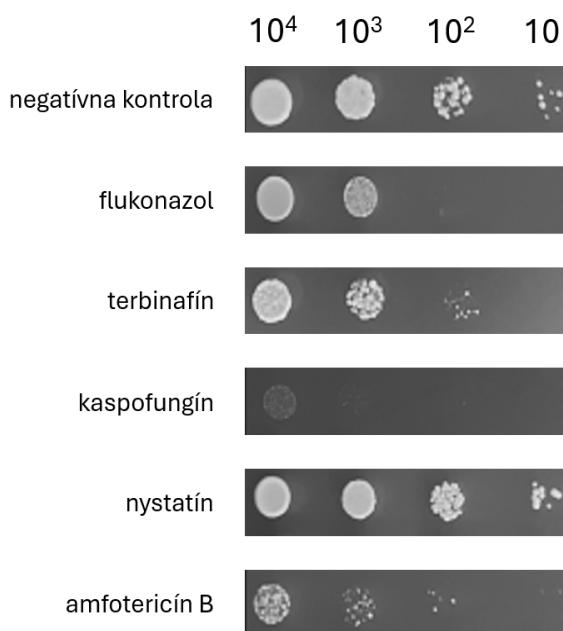 10⁴ 10³ 10² 10
negatívna kontrola
flukonazol
terbinafín
kaspofungín
nystatín
amfotericín B